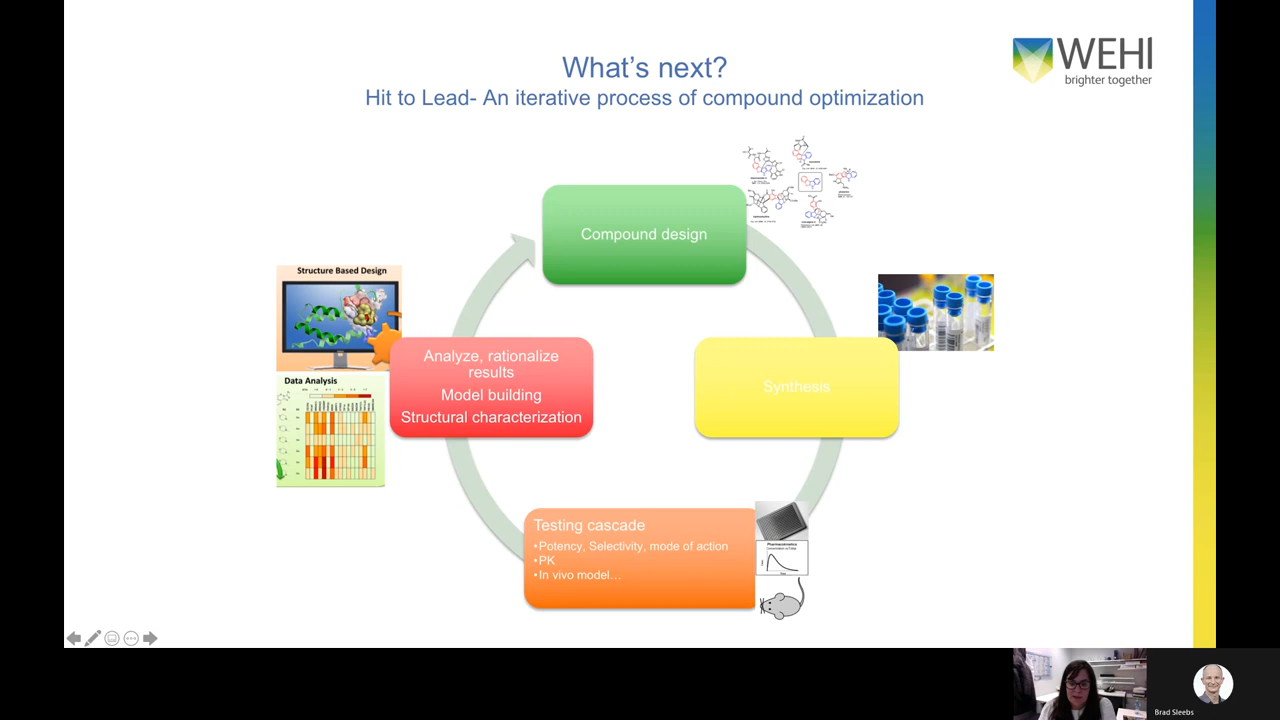 What's next?
Hit to Lead- An iterative process of compound optimization
WEHI
brighter together
Compound design
Structure Based Design
Analyze, rationalize
results
Model building
Structural characterization
Data Analysis
Synthesis
Testing cascade
•Potency, Selectivity, mode of action
•PK
•In vivo model…
Pharmacokinetics
Brad Sleebs